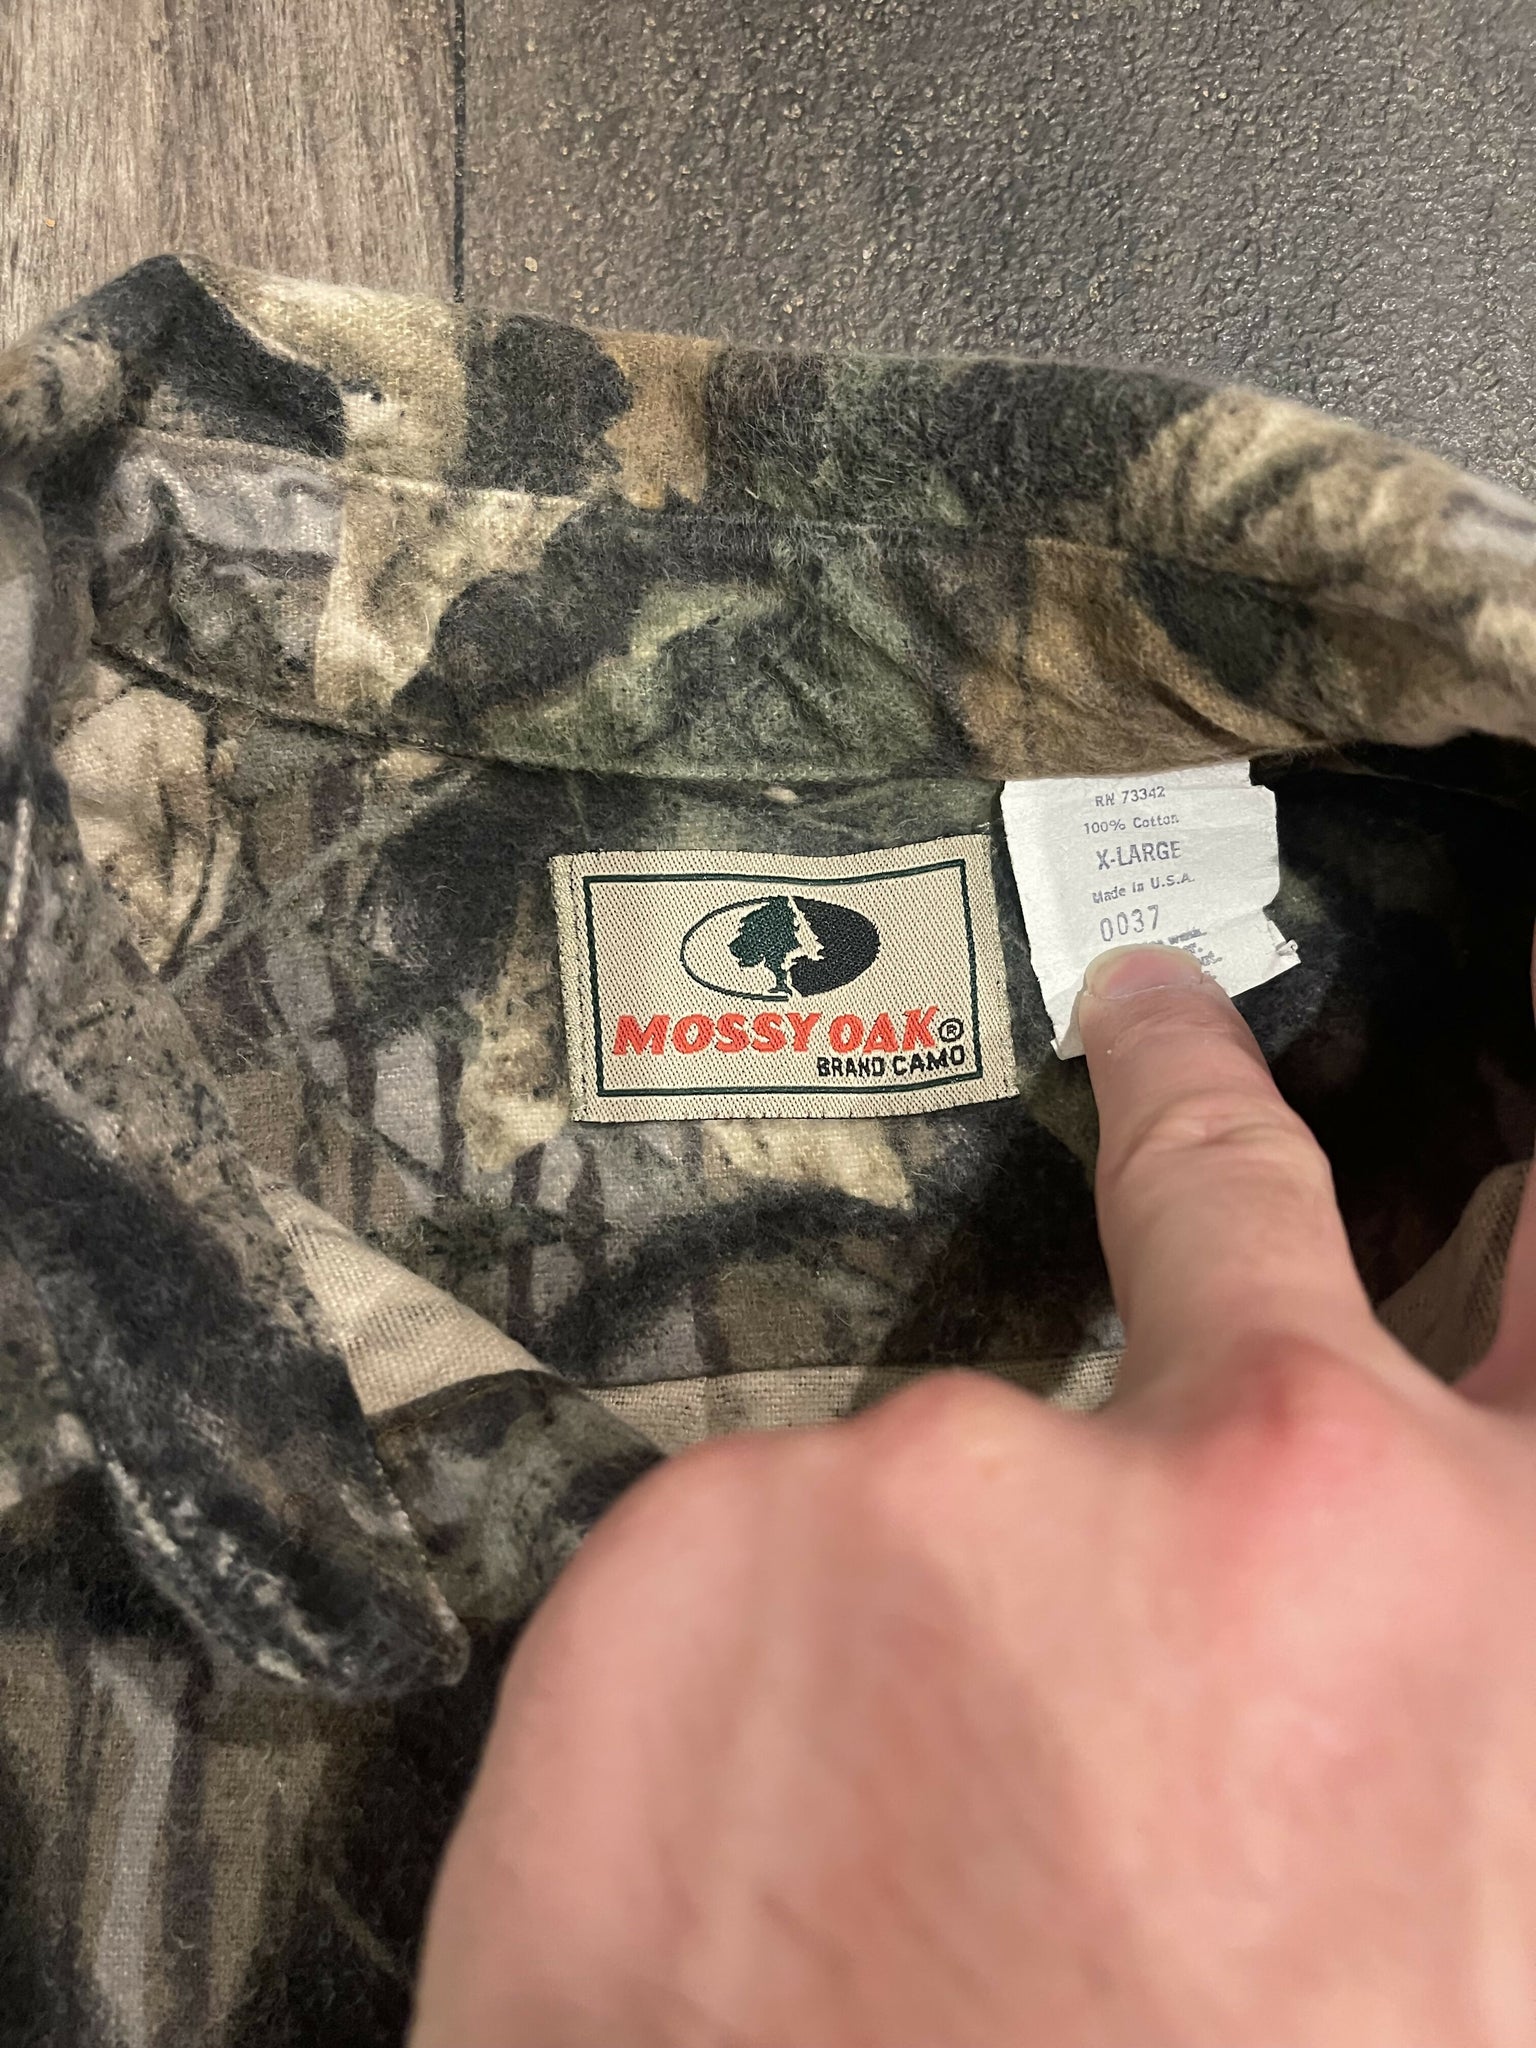 MOSSY OAK®
BRAND CAMO
RN 73342
100% Cotton
X-LARGE
Made in U.S.A.
0037